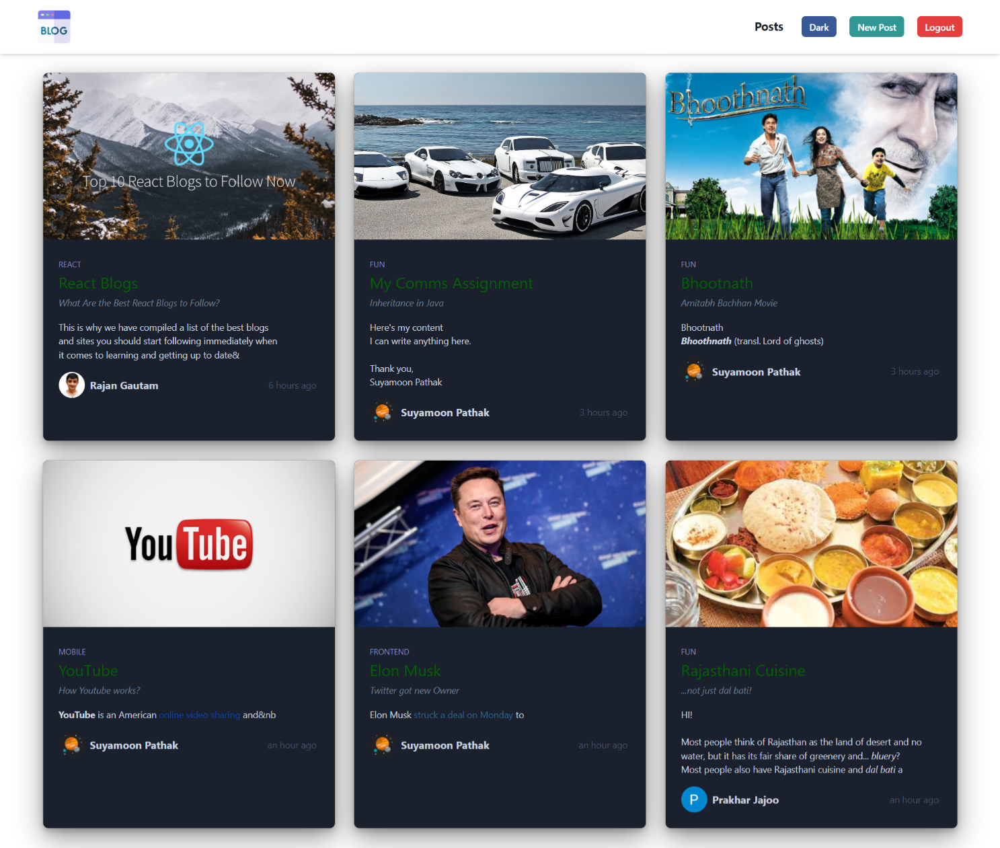 BLOG
Posts
Dark
New Post
Logout
Top 10 React Blogs to Follow Now
REACT
React Blogs
What Are the Best React Blogs to Follow?
This is why we have compiled a list of the best blogs
and sites you should start following immediately when
it comes to learning and getting up to date&
Rajan Gautam
6 hours ago
FUN
My Comms Assignment
Inheritance in Java
Here's my content
I can write anything here.
Thank you,
Suyamoon Pathak
Suyamoon Pathak
3 hours ago
Bhoothnath
FUN
Bhootnath
Amitabh Bachhan Movie
Bhootnath
Bhoothnath (transl. Lord of ghosts)
Suyamoon Pathak
3 hours ago
YouTube
MOBILE
YouTube
How Youtube works?
YouTube is an American online video sharing and&nb
Suyamoon Pathak
an hour ago
FRONTEND
Elon Musk
Twitter got new Owner
Elon Musk struck a deal on Monday to
Suyamoon Pathak
an hour ago
FUN
Rajasthani Cuisine
...not just dal bati!
HI!
Most people think of Rajasthan as the land of desert and no
water, but it has its fair share of greenery and... bluery?
Most people also have Rajasthani cuisine and dal bati a
P
Prakhar Jajoo
an hour ago